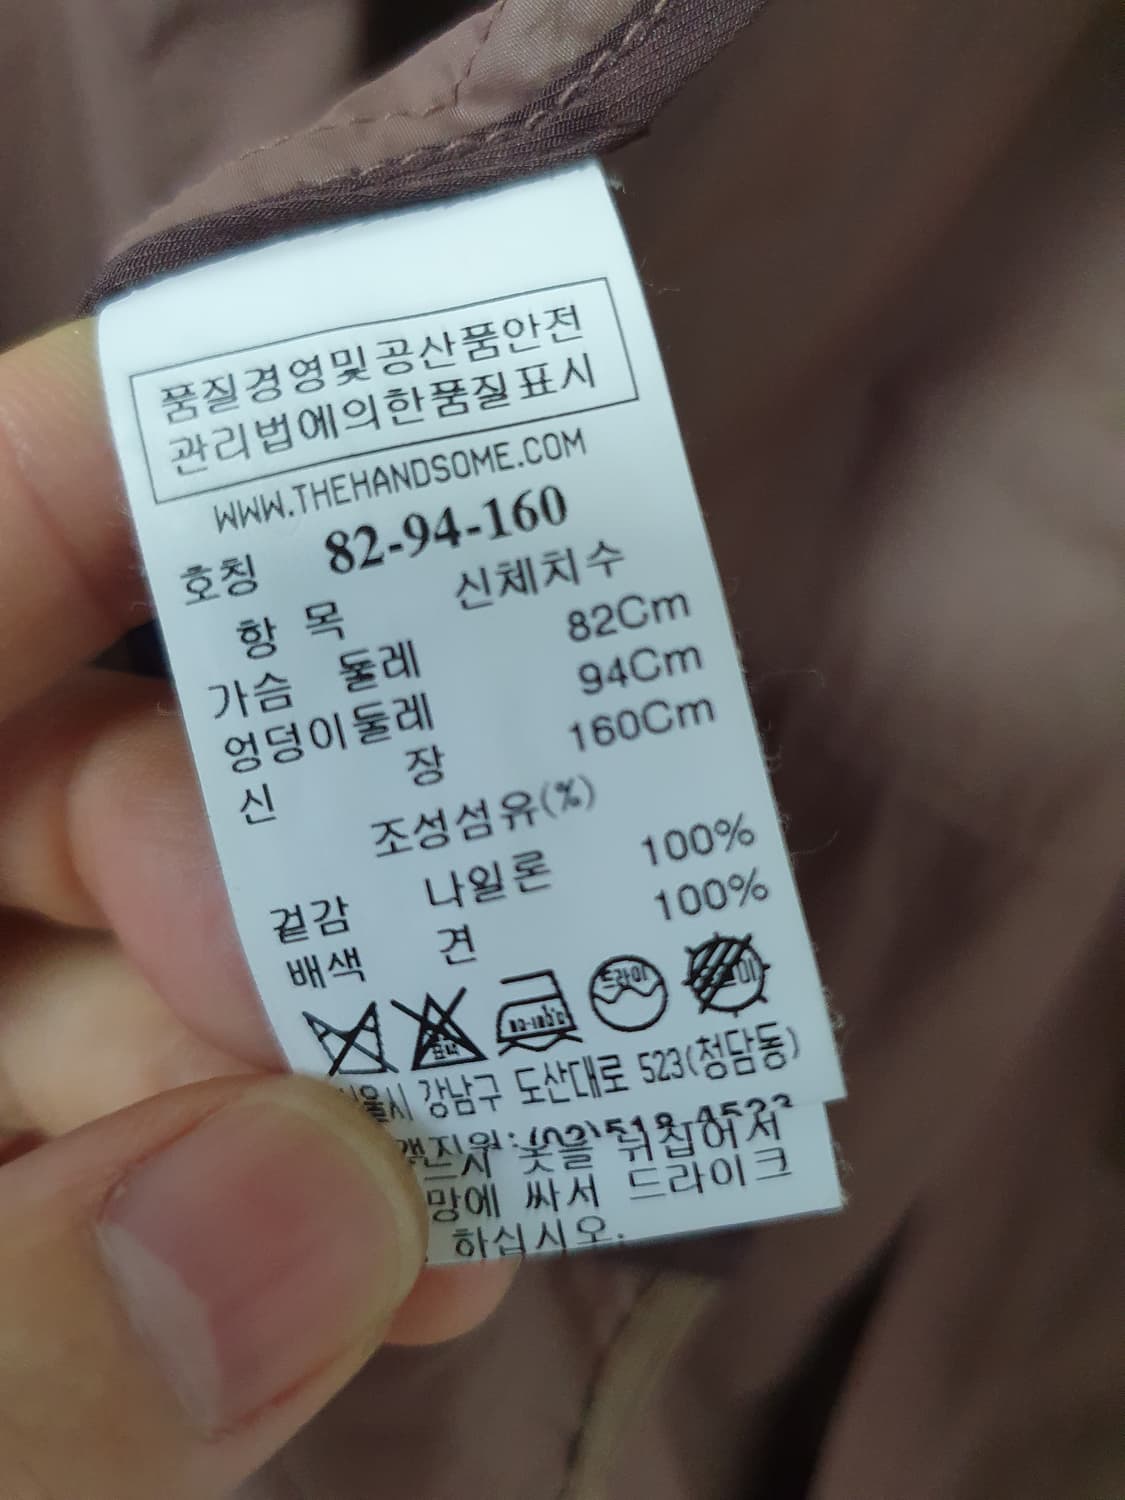 품질경영및공산품안전
관리법에의한품질표시
WWW.THEHANDSOME.COM
호칭 82-94-160
항 목 신체치수
가슴 둘레 82Cm
엉덩이둘레 94Cm
신 장 160Cm
조성섬유(%)
겉감 나일론 100%
배색 견 100%
드라이
강남구 도산대로 523(청담동)
옷을 뒤집어서
망에 싸서 드라이크
하십시오.